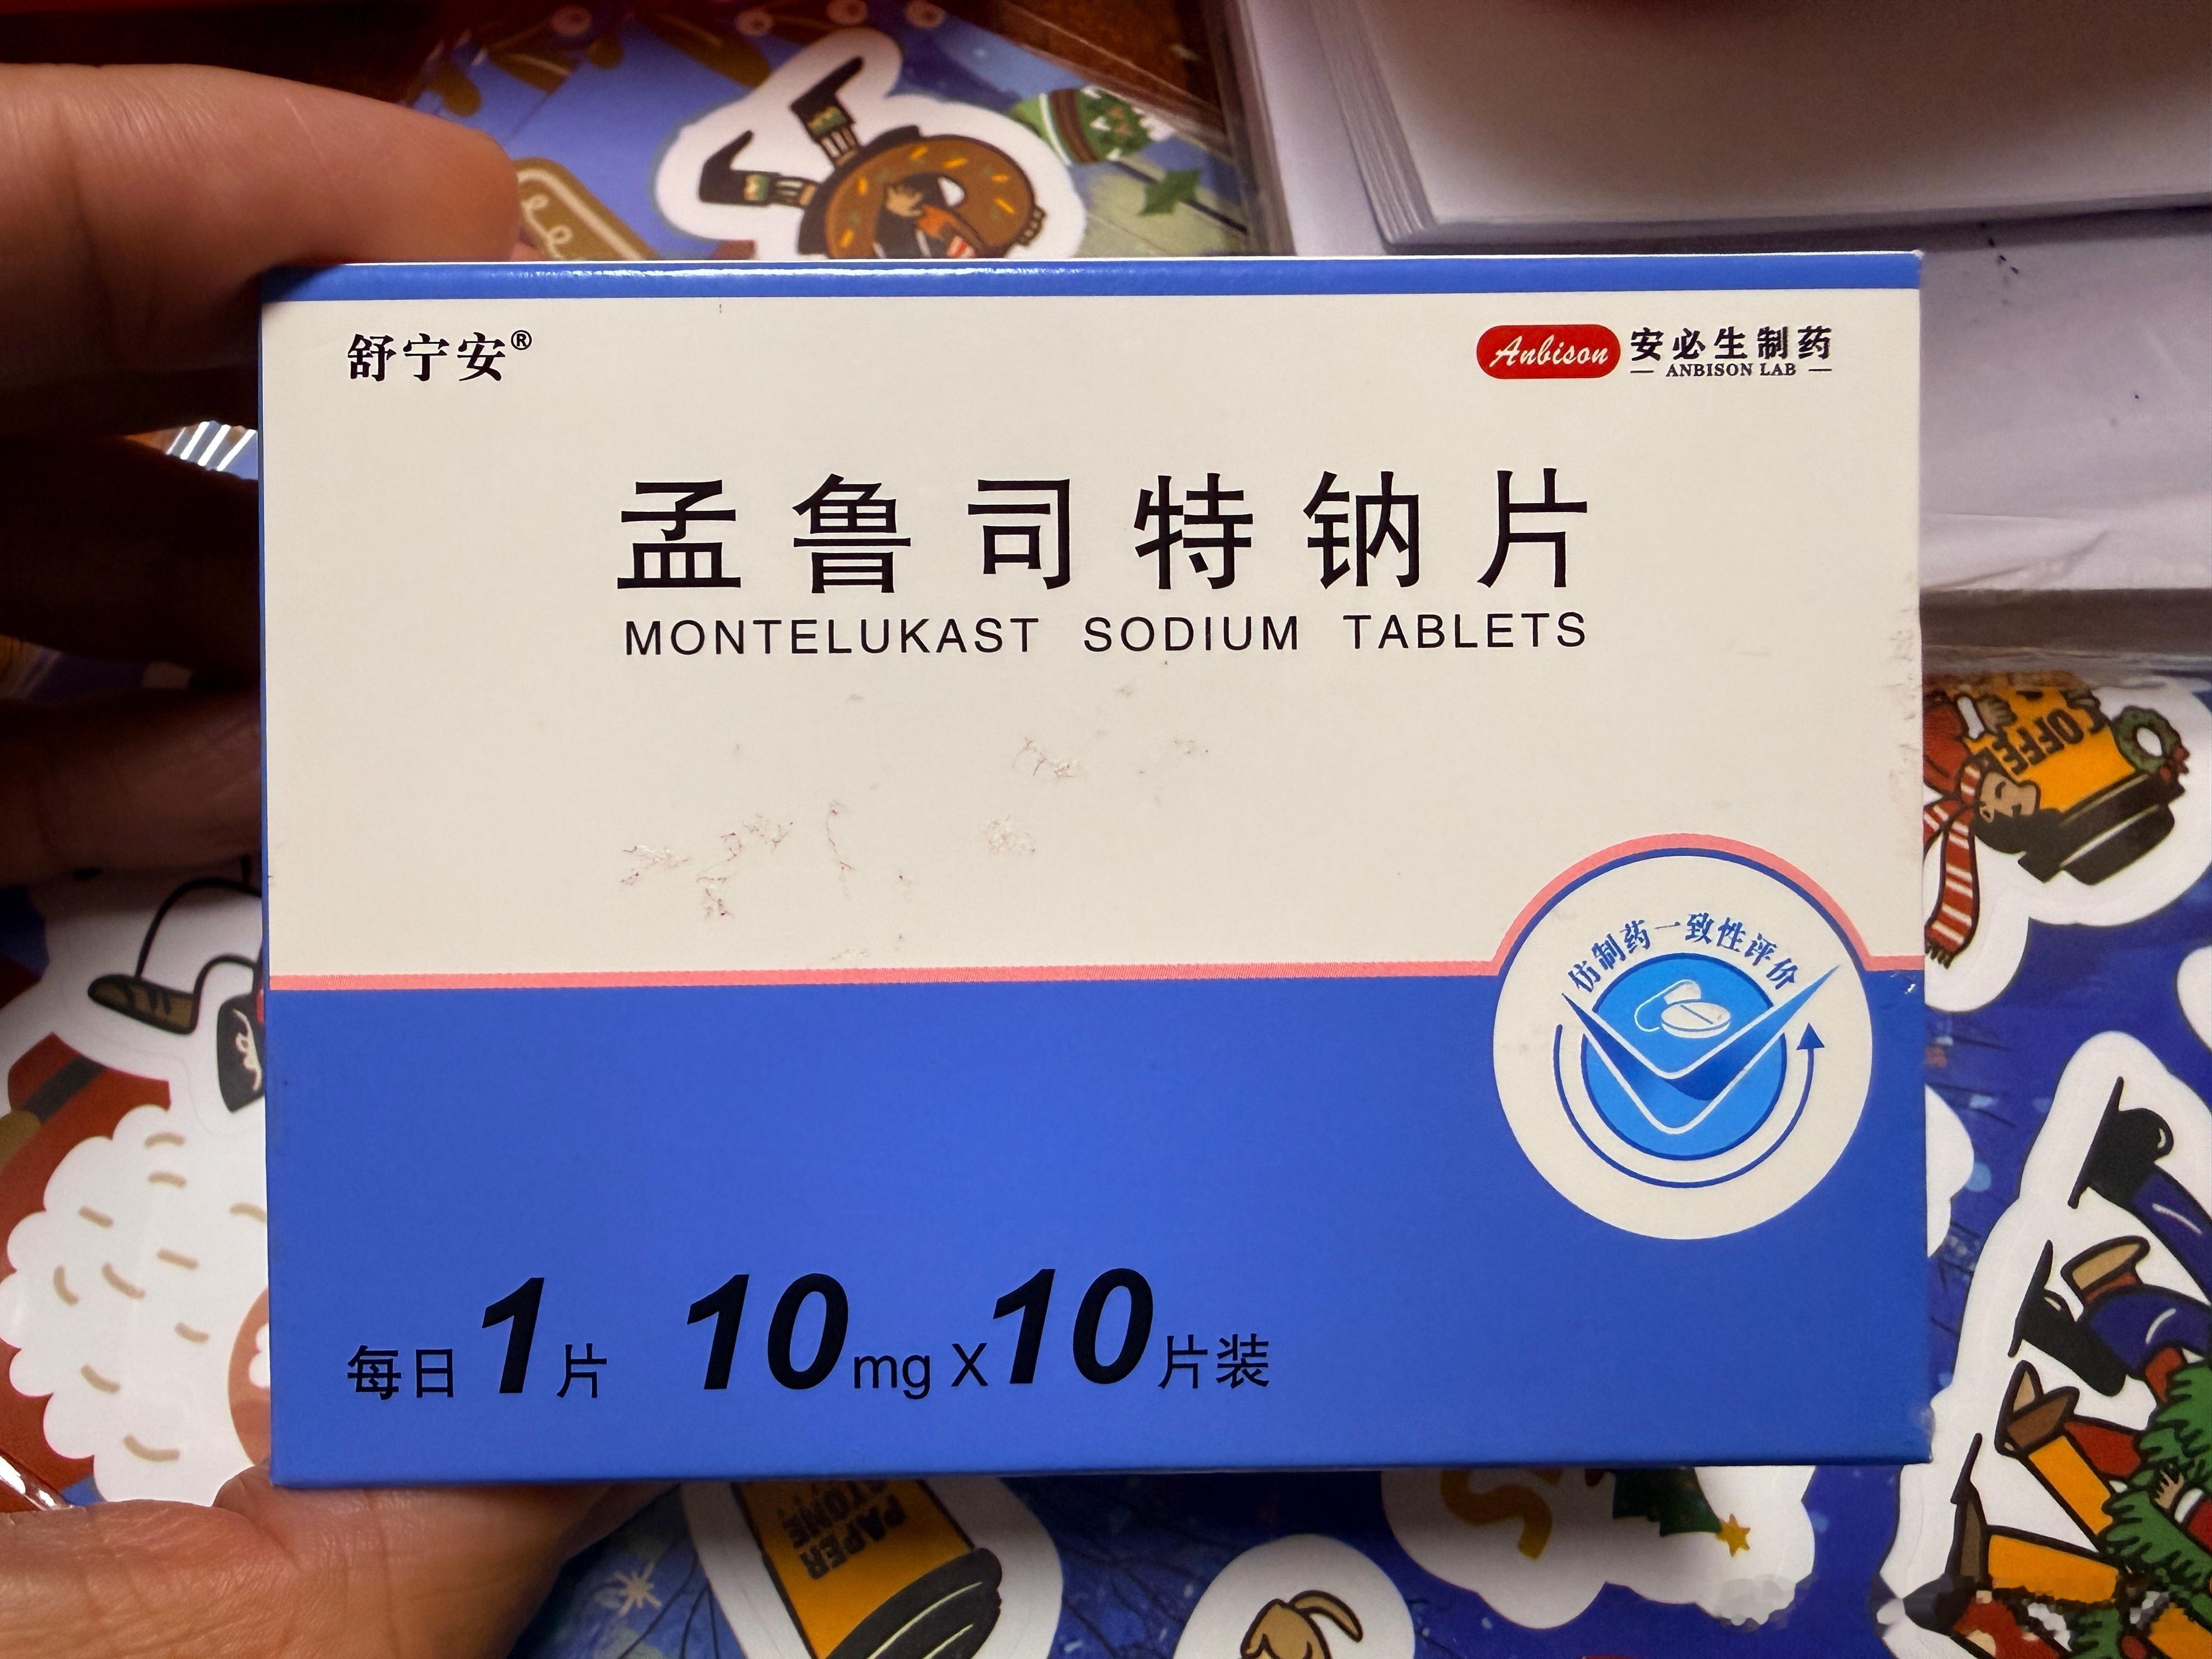 舒宁安®
Anbison 安必生制药
— ANBISON LAB —
孟鲁司特钠片
MONTELUKAST SODIUM TABLETS
仿制药一致性评价
每日1片 10mg X10片装
COFFEE
PAPER
STONE